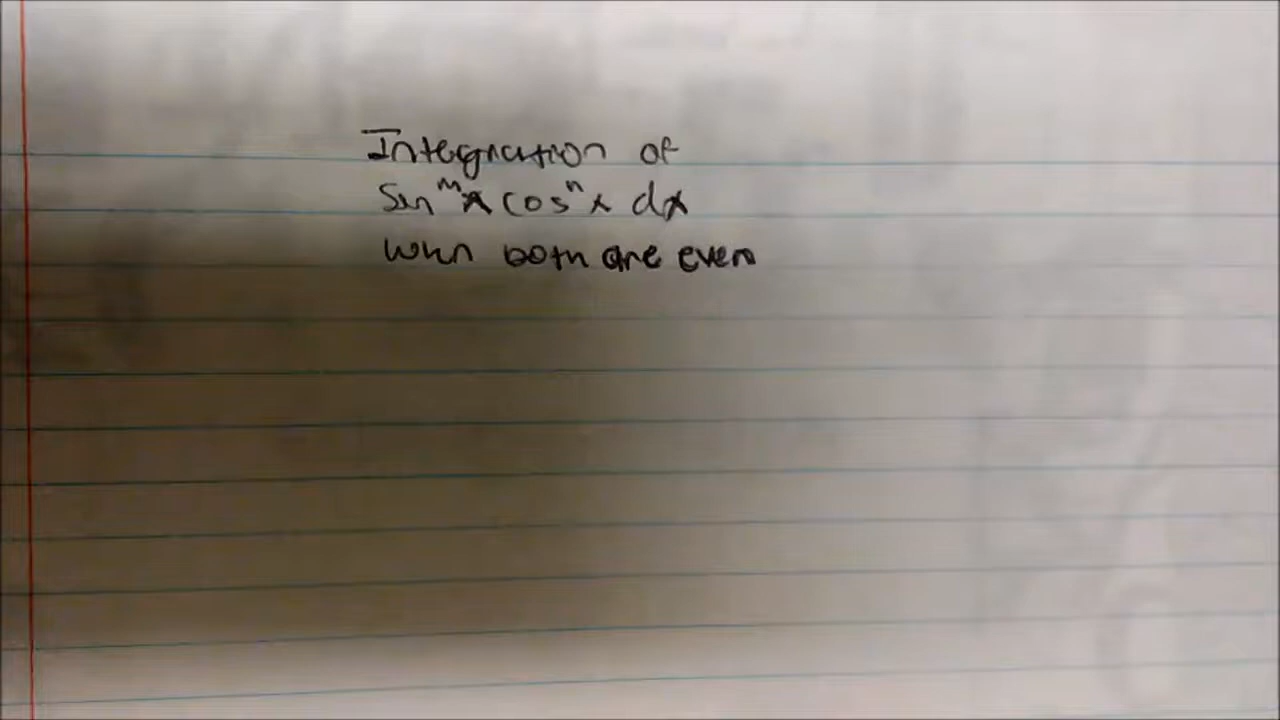 Integration of
sin^m x cos^n x dx
when both are even